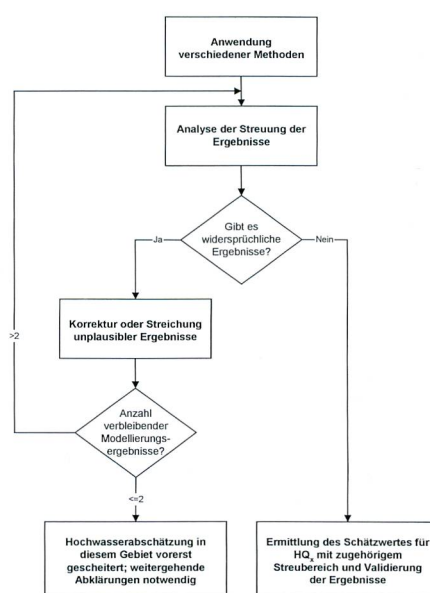 Anwendung
verschiedener Methoden
Analyse der Streuung der
Ergebnisse
Gibt es
widersprüchliche
Ergebnisse?
Ja
Nein
Korrektur oder Streichung
unplausibler Ergebnisse
>2
Anzahl
verbleibender
Modellierungs-
ergebnisse?
<=2
Hochwasserabschätzung in
diesem Gebiet vorerst
gescheitert; weitergehende
Abklärungen notwendig
Ermittlung des Schätzwertes für
HQx mit zugehörigem
Streubereich und Validierung
der Ergebnisse